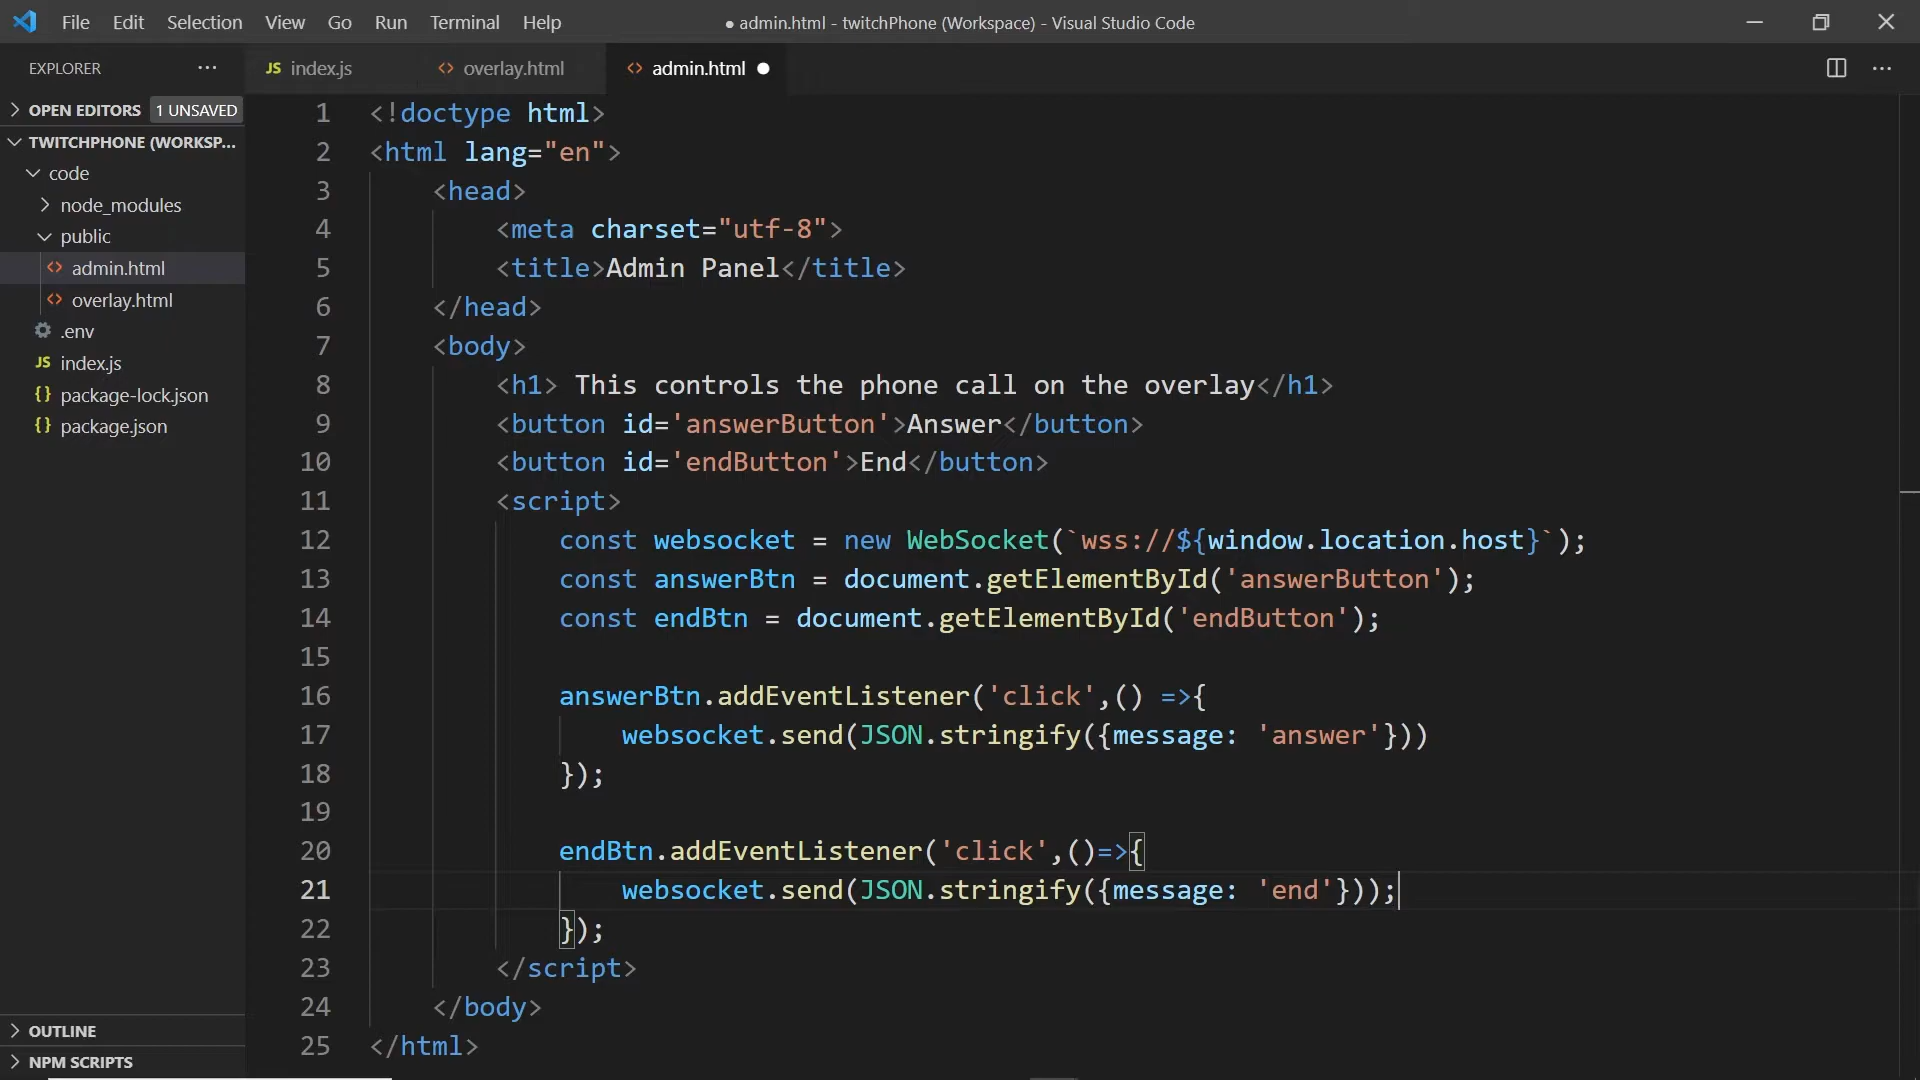 File Edit Selection View Go Run Terminal Help
● admin.html - twitchPhone (Workspace) - Visual Studio Code
EXPLORER ···
OPEN EDITORS 1 UNSAVED
TWITCHPHONE (WORKSP...
code
node_modules
public
<> admin.html
<> overlay.html
.env
JS index.js
{} package-lock.json
{} package.json
OUTLINE
NPM SCRIPTS
JS index.js
<> overlay.html
<> admin.html ●
···
1 <!doctype html>
2 <html lang="en">
3 <head>
4 <meta charset="utf-8">
5 <title>Admin Panel</title>
6 </head>
7 <body>
8 <h1> This controls the phone call on the overlay</h1>
9 <button id='answerButton'>Answer</button>
10 <button id='endButton'>End</button>
11 <script>
12 const websocket = new WebSocket(`wss://${window.location.host}`);
13 const answerBtn = document.getElementById('answerButton');
14 const endBtn = document.getElementById('endButton');
15
16 answerBtn.addEventListener('click',() =>{
17 websocket.send(JSON.stringify({message: 'answer'}))
18 });
19
20 endBtn.addEventListener('click',()=>{
21 websocket.send(JSON.stringify({message: 'end'}));
22 });
23 </script>
24 </body>
25 </html>